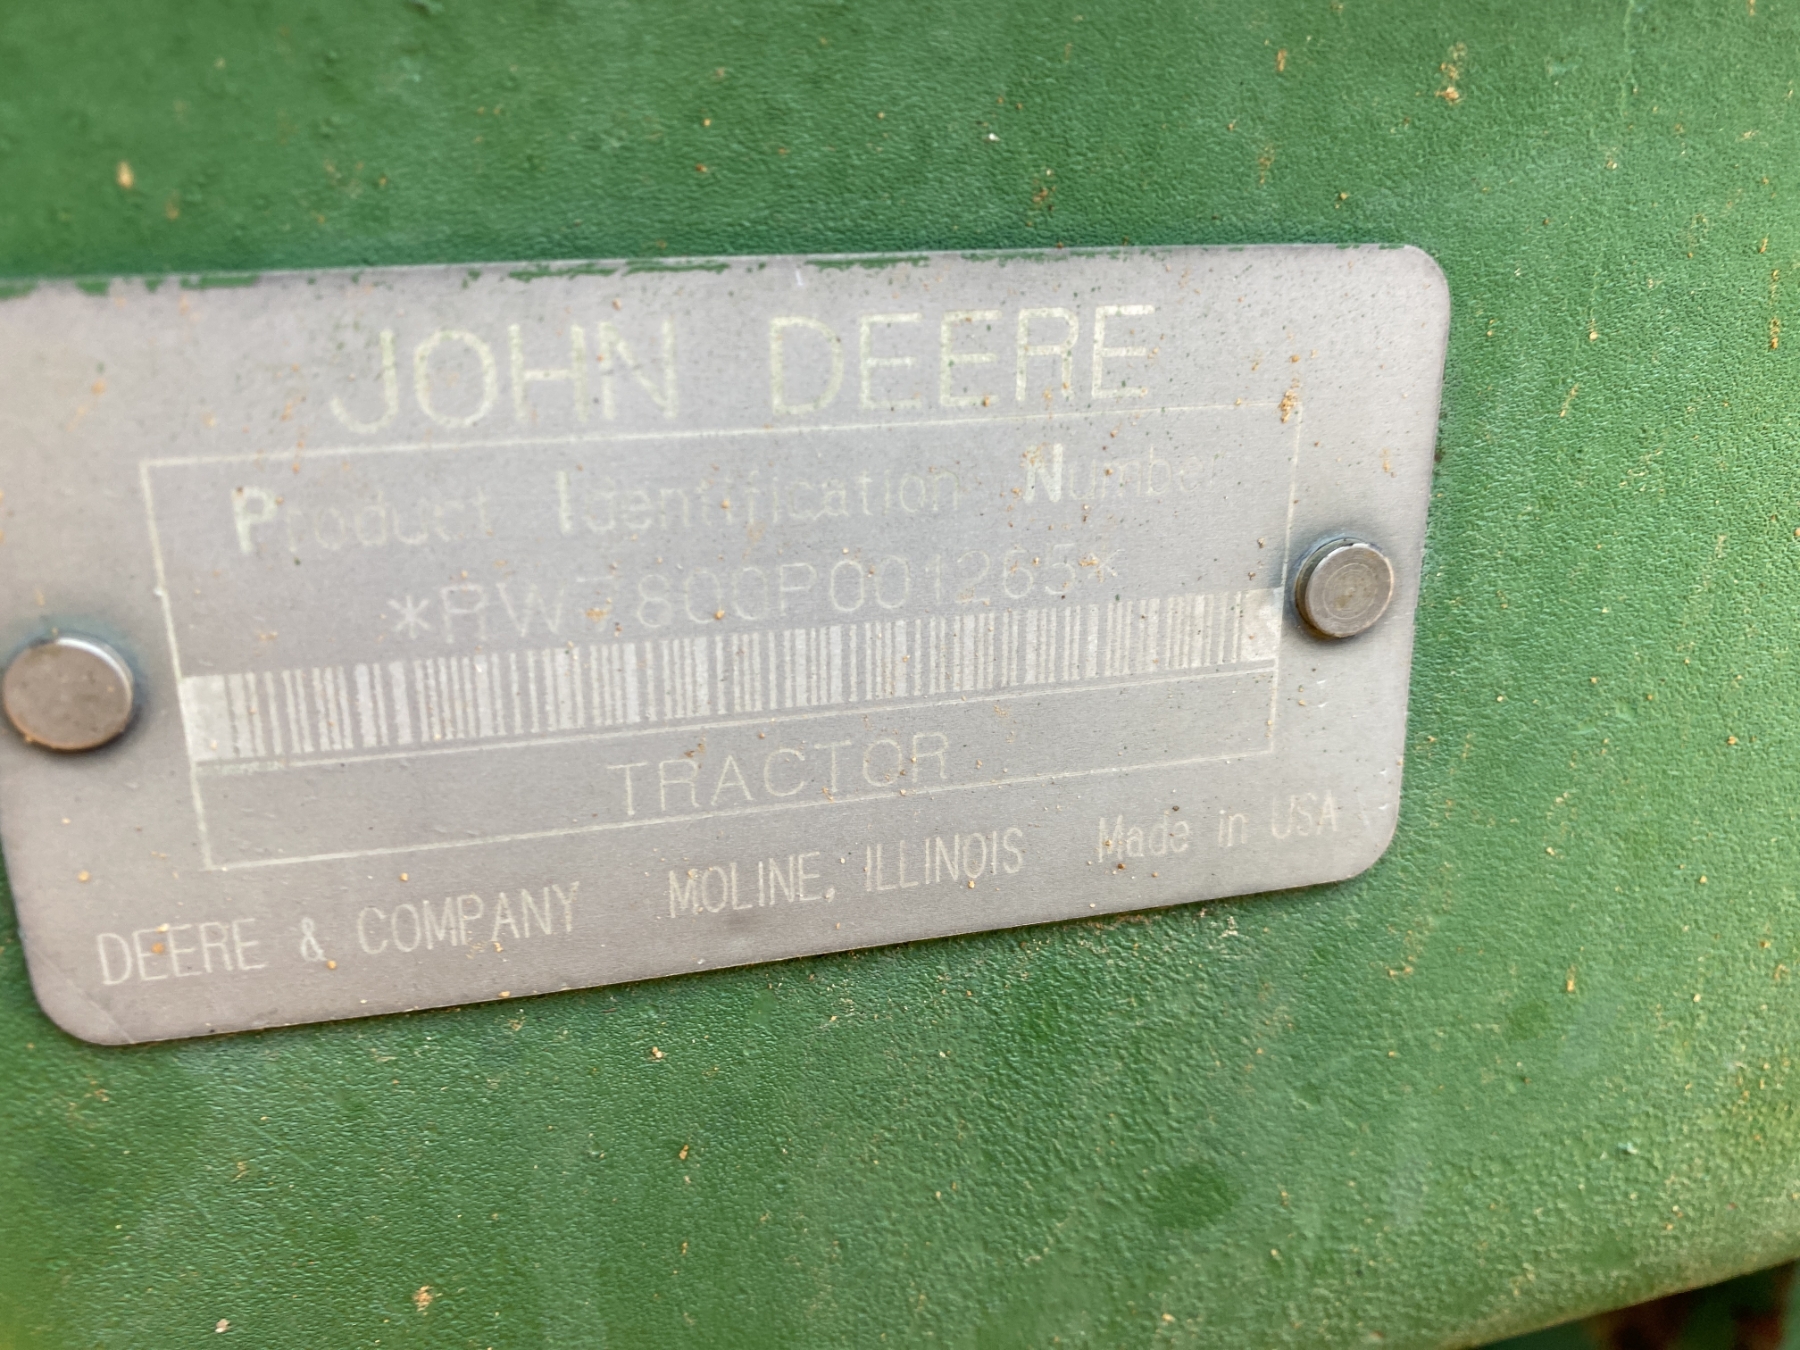 JOHN DEERE
Product Identification Number
*RW7800P001265*
TRACTOR
DEERE & COMPANY MOLINE, ILLINOIS Made in USA